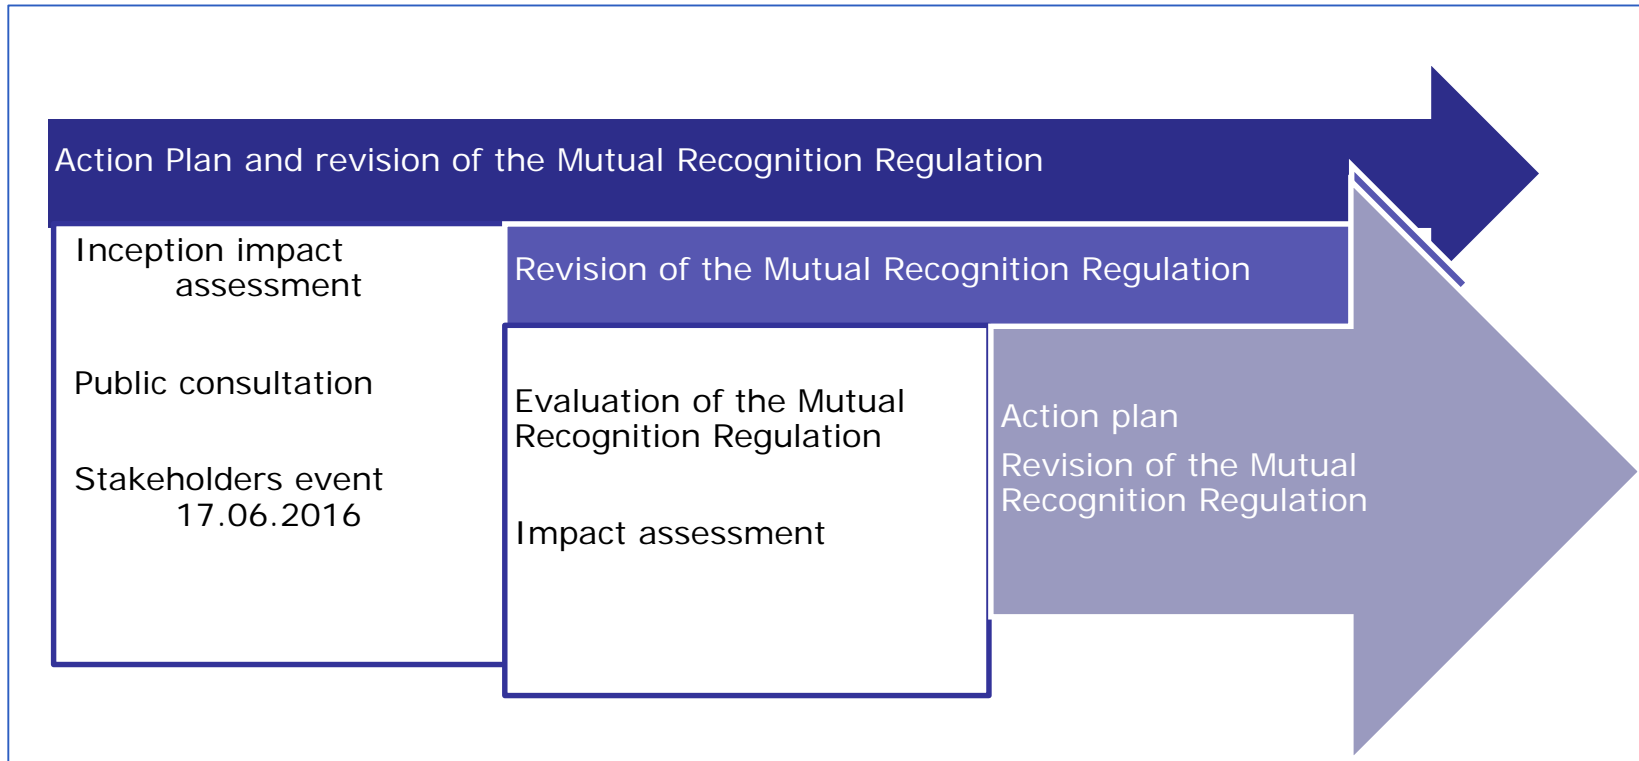 Action Plan and revision of the Mutual Recognition Regulation
Inception impact
assessment
Public consultation
Stakeholders event
17.06.2016
Revision of the Mutual Recognition Regulation
Evaluation of the Mutual
Recognition Regulation
Impact assessment
Action plan
Revision of the Mutual
Recognition Regulation